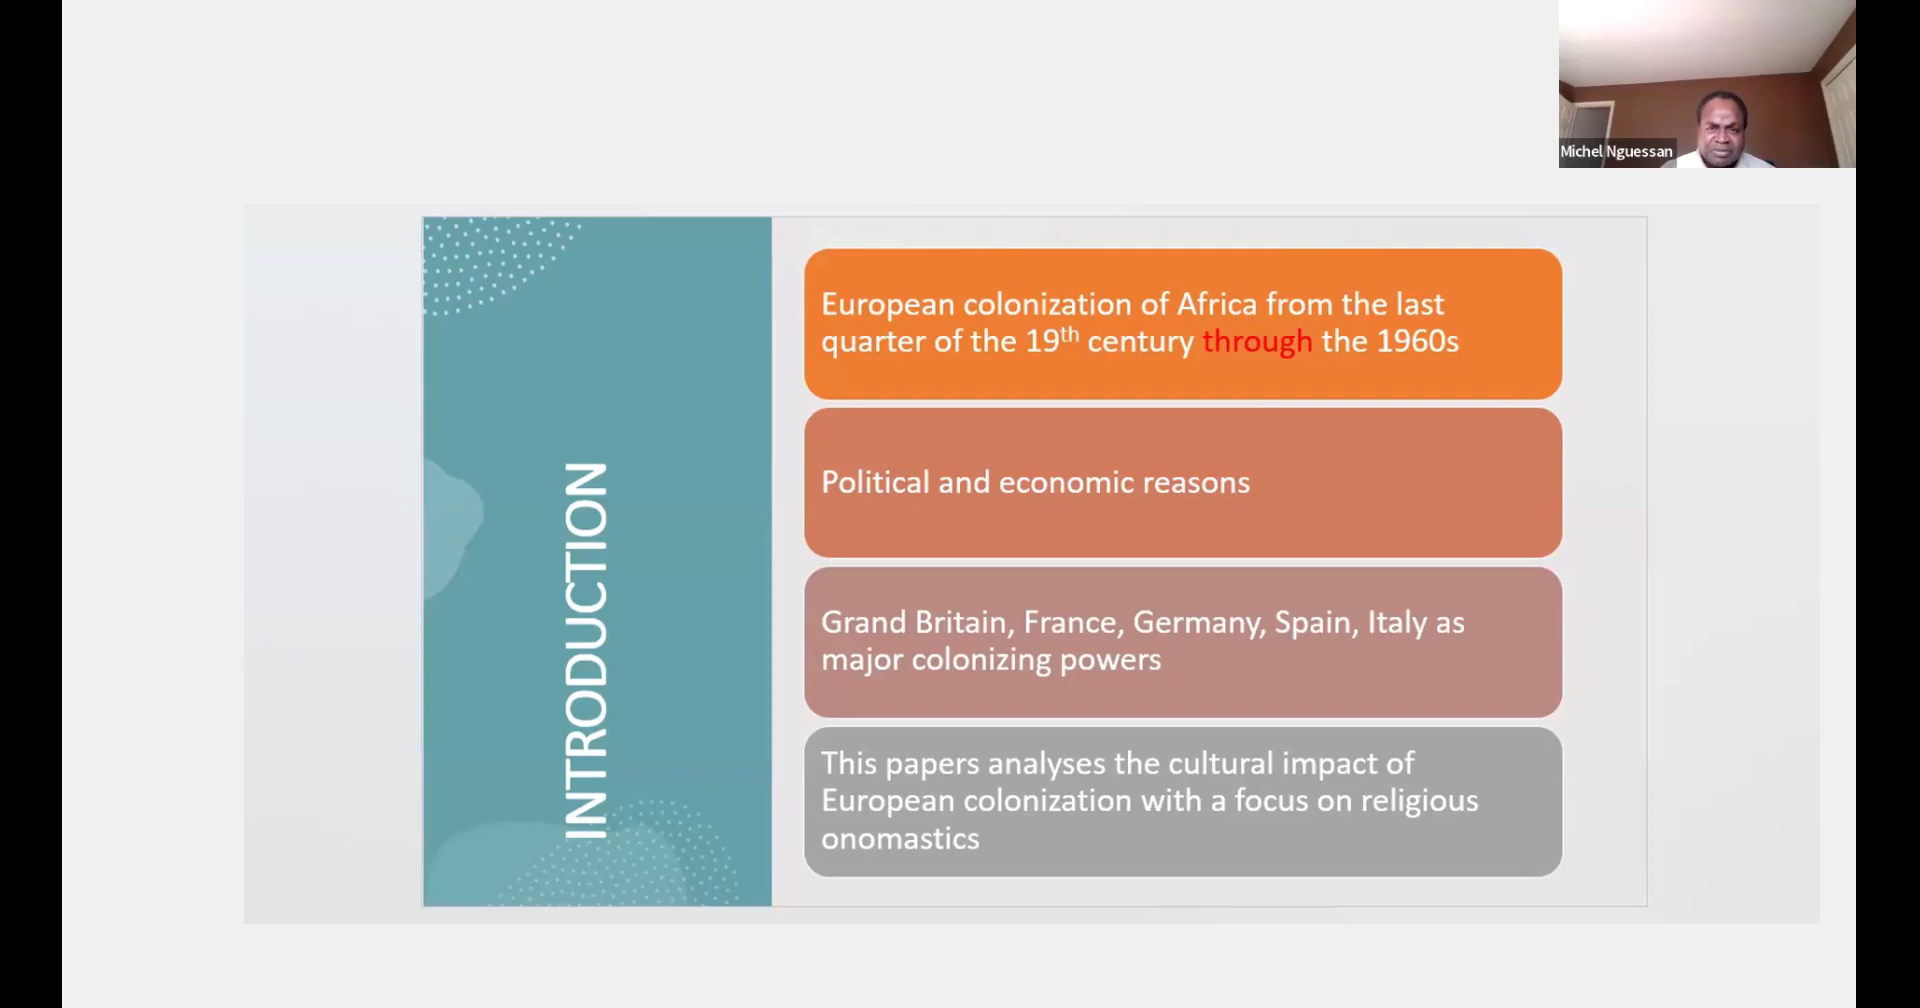 Michel Nguessan
INTRODUCTION
European colonization of Africa from the last
quarter of the 19th century through the 1960s
Political and economic reasons
Grand Britain, France, Germany, Spain, Italy as
major colonizing powers
This papers analyses the cultural impact of
European colonization with a focus on religious
onomastics